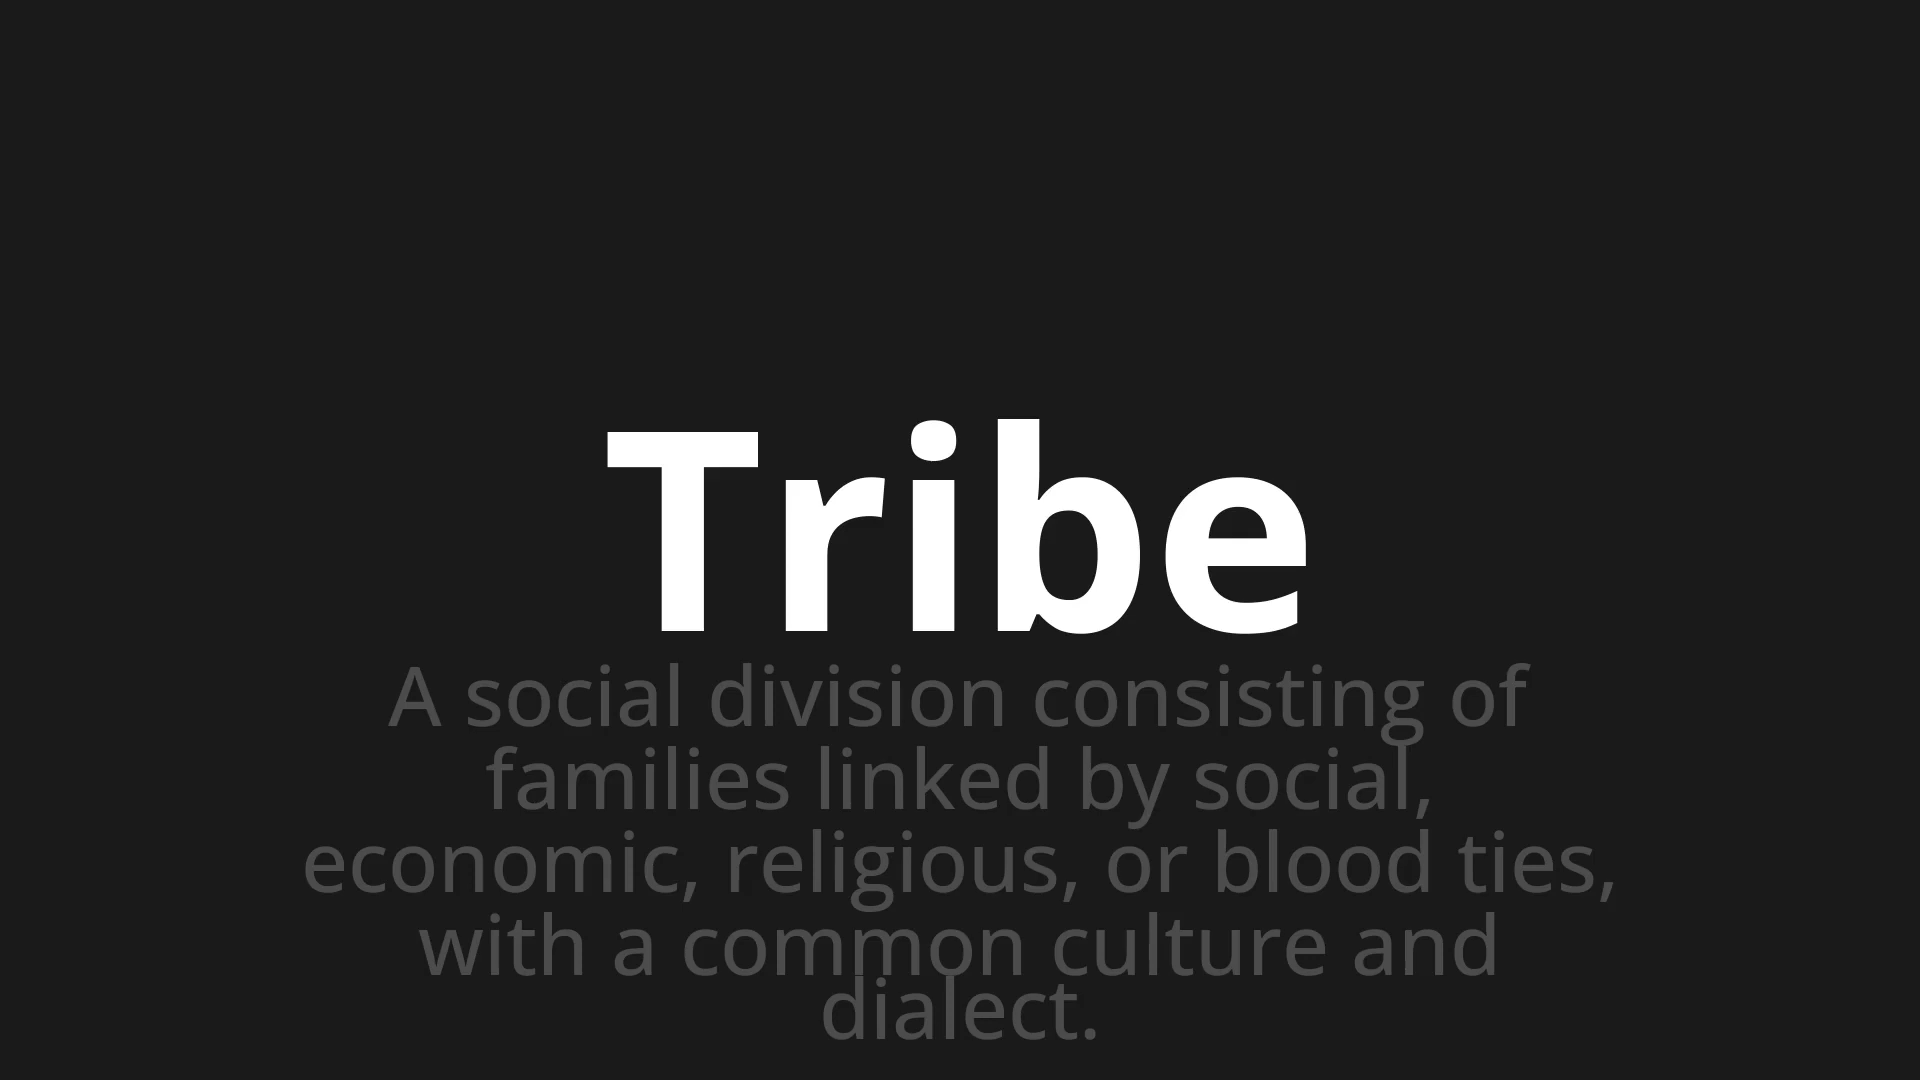 Tribe
A social division consisting of
families linked by social,
economic, religious, or blood ties,
with a common culture and
dialect.